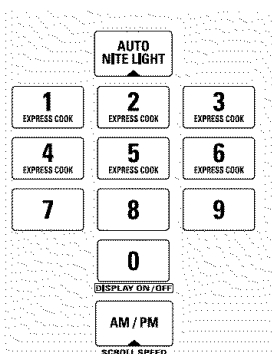 AUTO
NITE LIGHT
1 2 3
EXPRESS COOK EXPRESS COOK EXPRESS COOK
4 5 6
EXPRESS COOK EXPRESS COOK EXPRESS COOK
7 8 9
0
DISPLAY ON / OFF
AM / PM
SCROLL SPEED